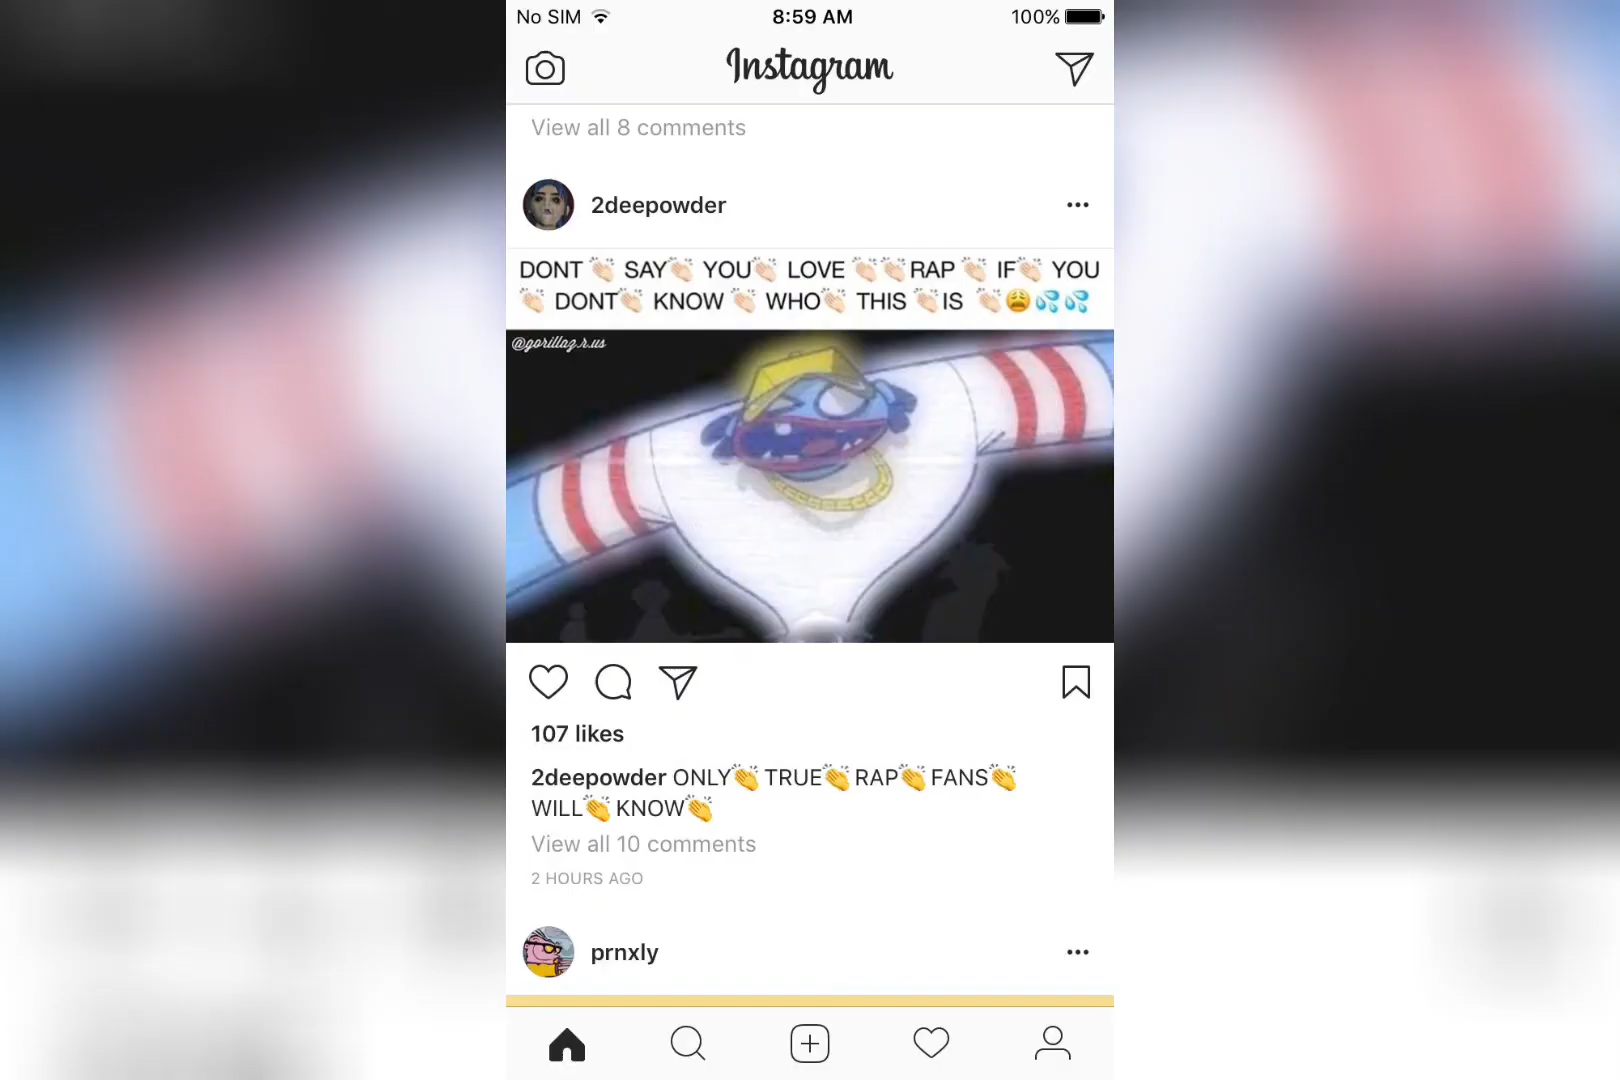 No SIM 8:59 AM 100%
Instagram
View all 8 comments
2deepowder
DONT 👏🏻 SAY👏🏻 YOU👏🏻 LOVE 👏🏻👏🏻RAP 👏🏻 IF👏🏻 YOU
👏🏻 DONT👏🏻 KNOW 👏🏻 WHO👏🏻 THIS 👏🏻IS 👏🏻😩💦💦
@gorillaz.r.us
107 likes
2deepowder ONLY👏TRUE👏RAP👏FANS👏
WILL👏KNOW👏
View all 10 comments
2 HOURS AGO
prnxly